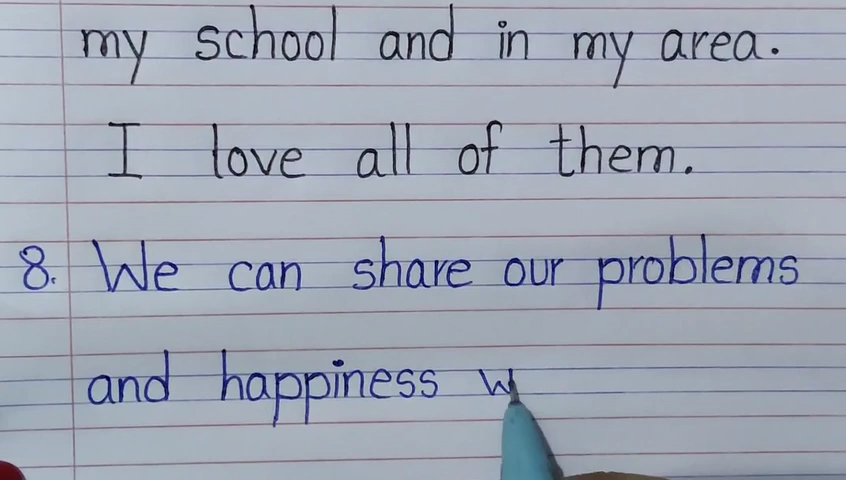 my school and in my area.
I love all of them.
8. We can share our problems
and happiness w